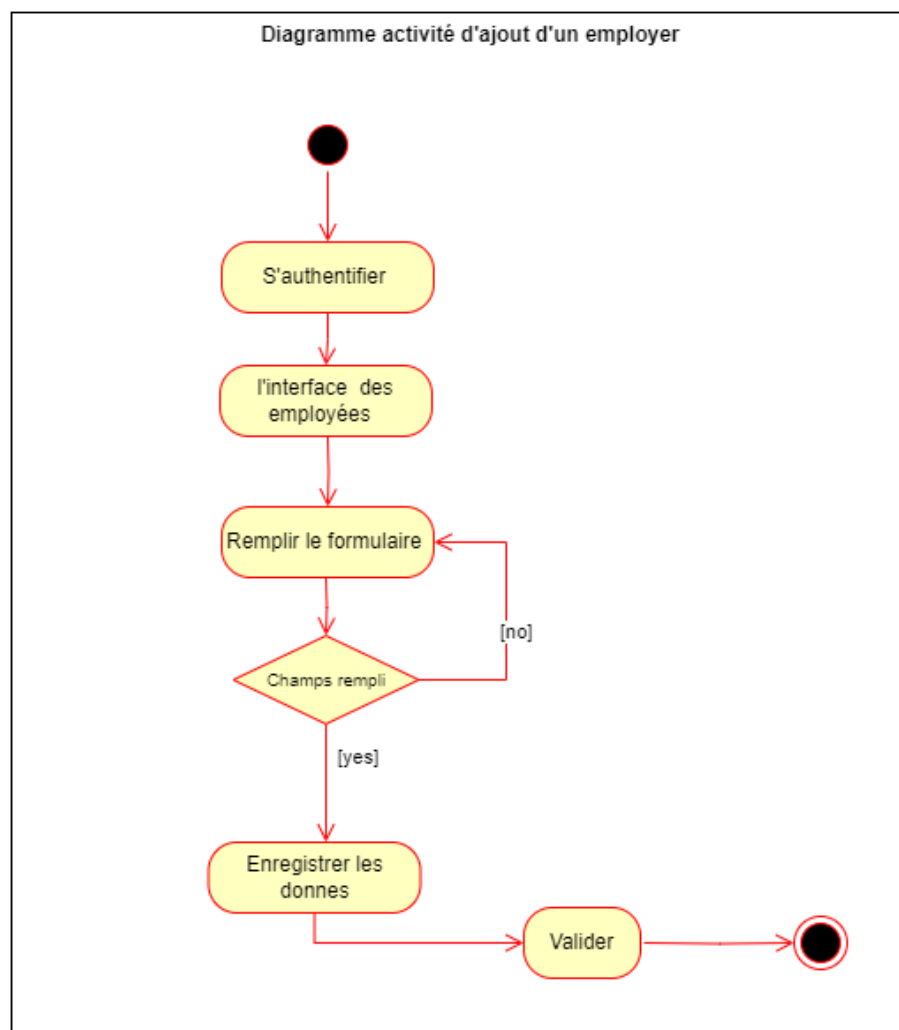 Diagramme activité d'ajout d'un employer
S'authentifier
l'interface des
employées
Remplir le formulaire
[no]
Champs rempli
[yes]
Enregistrer les
donnes
Valider